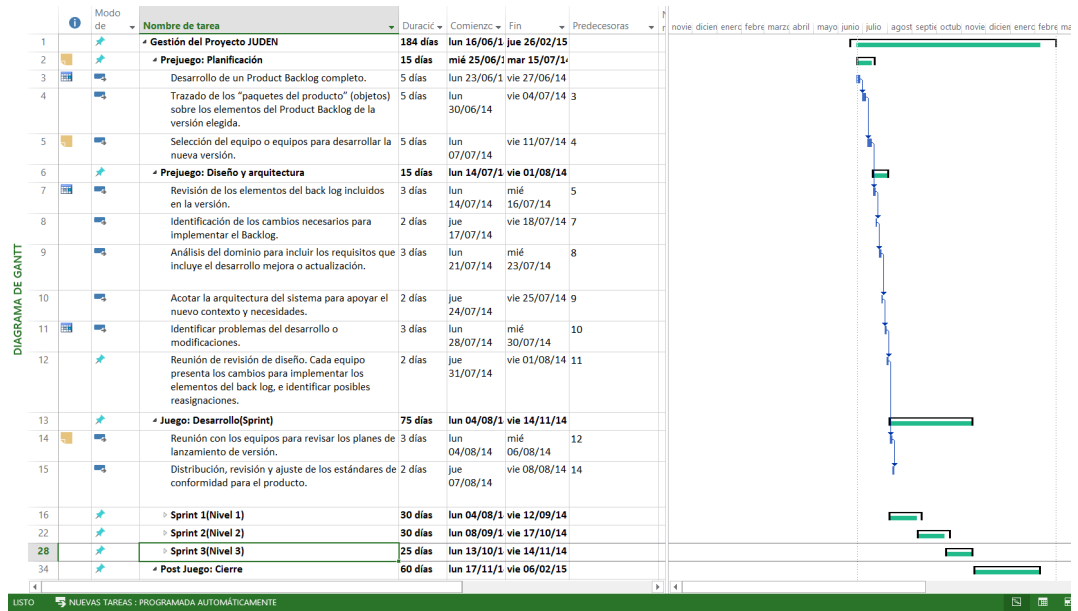 Modo
de
Nombre de tarea
Duracić
Comienzc
Fin
Predecesoras
novie dicien enerc febre marzc abril mayo junio julio agost septie octub novie dicien enerc febre ma
1 Gestión del Proyecto JUDEN 184 días lun 16/06/1 jue 26/02/15
2 Prejuego: Planificación 15 días mié 25/06/1 mar 15/07/1
3 Desarrollo de un Product Backlog completo. 5 días lun 23/06/1 vie 27/06/14
4 Trazado de los “paquetes del producto” (objetos) 5 días lun vie 04/07/14 3
sobre los elementos del Product Backlog de la 30/06/14
versión elegida.
5 Selección del equipo o equipos para desarrollar la 5 días lun vie 11/07/14 4
nueva versión. 07/07/14
6 Prejuego: Diseño y arquitectura 15 días lun 14/07/1 vie 01/08/14
7 Revisión de los elementos del back log incluidos 3 días lun mié 5
en la versión. 14/07/14 16/07/14
8 Identificación de los cambios necesarios para 2 días jue vie 18/07/14 7
implementar el Backlog. 17/07/14
9 Análisis del dominio para incluir los requisitos que 3 días lun mié 8
incluye el desarrollo mejora o actualización. 21/07/14 23/07/14
10 Acotar la arquitectura del sistema para apoyar el 2 días jue vie 25/07/14 9
nuevo contexto y necesidades. 24/07/14
11 Identificar problemas del desarrollo o 3 días lun mié 10
modificaciones. 28/07/14 30/07/14
12 Reunión de revisión de diseño. Cada equipo 2 días jue vie 01/08/14 11
presenta los cambios para implementar los 31/07/14
elementos del back log, e identificar posibles
reasignaciones.
13 Juego: Desarrollo(Sprint) 75 días lun 04/08/1 vie 14/11/14
14 Reunión con los equipos para revisar los planes de 3 días lun mié 12
lanzamiento de versión. 04/08/14 06/08/14
15 Distribución, revisión y ajuste de los estándares de 2 días jue vie 08/08/14 14
conformidad para el producto. 07/08/14
16 Sprint 1(Nivel 1) 30 días lun 04/08/1 vie 12/09/14
22 Sprint 2(Nivel 2) 30 días lun 08/09/1 vie 17/10/14
28 Sprint 3(Nivel 3) 25 días lun 13/10/1 vie 14/11/14
34 Post Juego: Cierre 60 días lun 17/11/1 vie 06/02/15
DIAGRAMA DE GANTT
LISTO NUEVAS TAREAS : PROGRAMADA AUTOMÁTICAMENTE